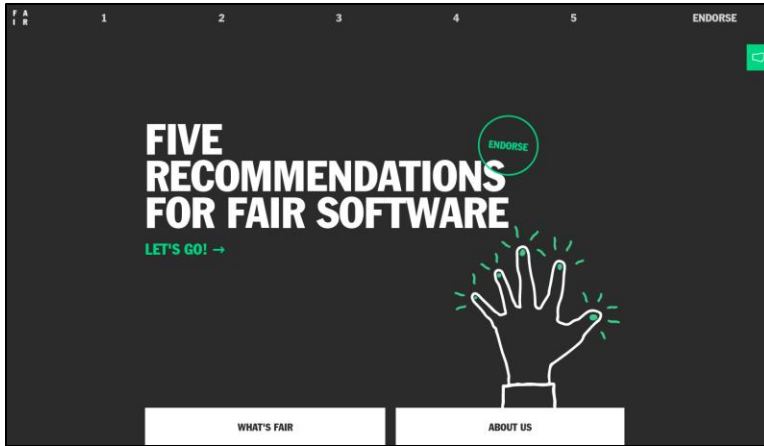 F A
I R
1
2
3
4
5
ENDORSE
FIVE
RECOMMENDATIONS
FOR FAIR SOFTWARE
ENDORSE
LET'S GO! →
WHAT'S FAIR
ABOUT US